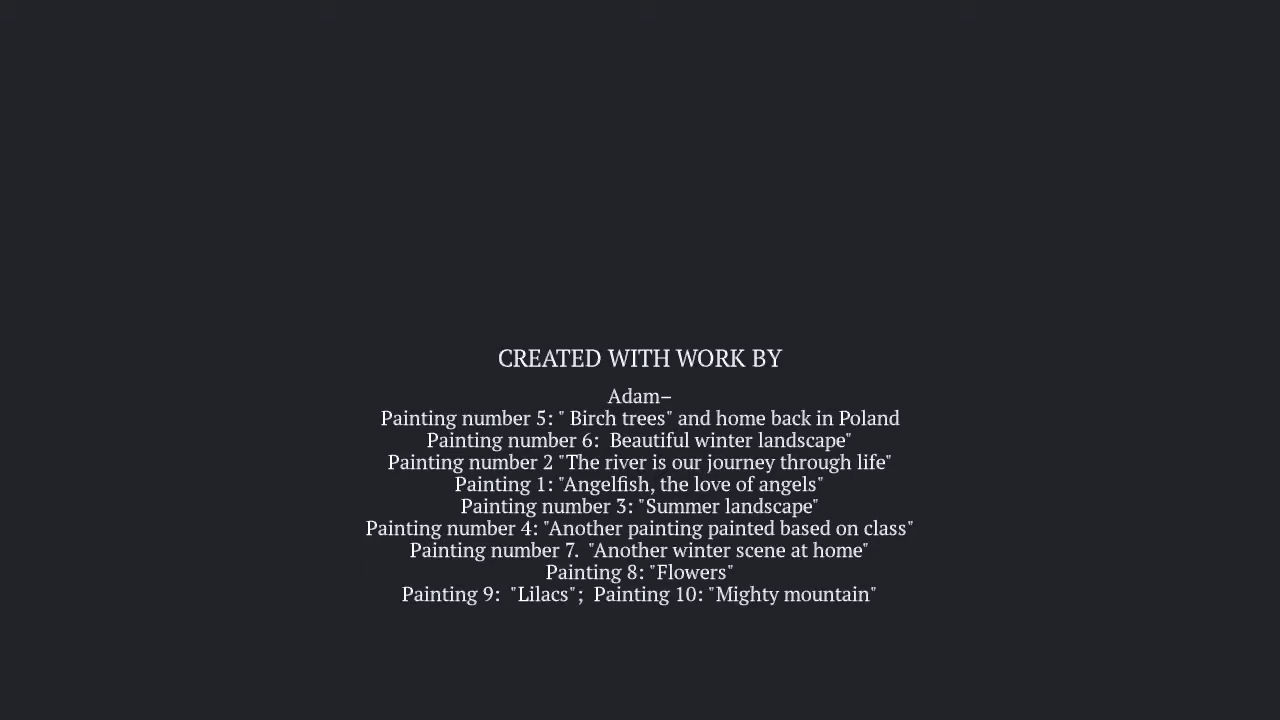 CREATED WITH WORK BY
Adam–
Painting number 5: " Birch trees" and home back in Poland
Painting number 6:  Beautiful winter landscape"
Painting number 2 "The river is our journey through life"
Painting 1: "Angelfish, the love of angels"
Painting number 3: "Summer landscape"
Painting number 4: "Another painting painted based on class"
Painting number 7.  "Another winter scene at home"
Painting 8: "Flowers"
Painting 9:  "Lilacs";  Painting 10: "Mighty mountain"